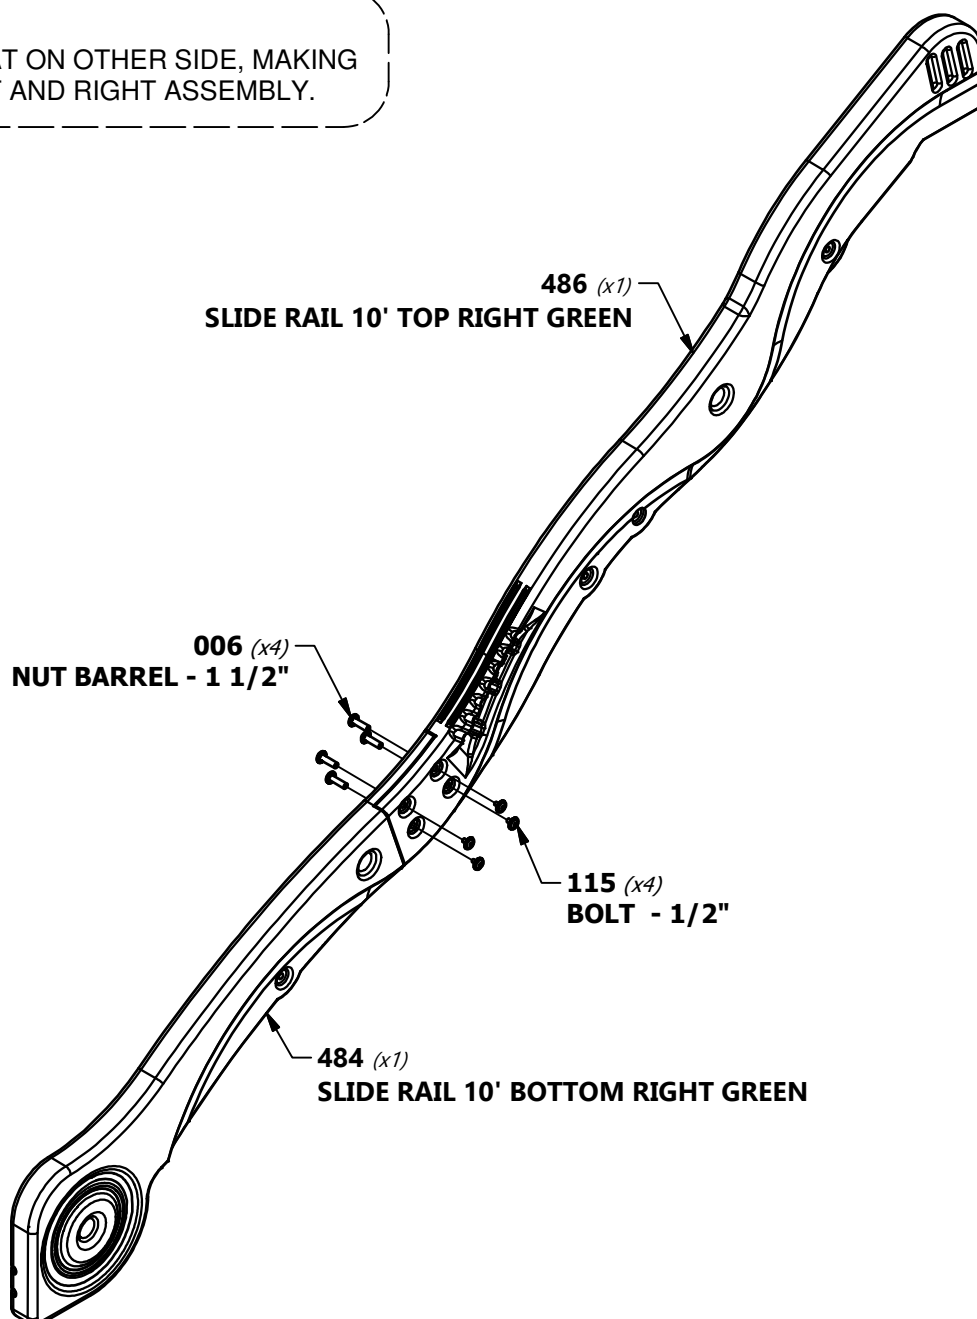 ON OTHER SIDE, MAKING
AND RIGHT ASSEMBLY.
486 (x1)
SLIDE RAIL 10' TOP RIGHT GREEN
006 (x4)
NUT BARREL - 1 1/2"
115 (x4)
BOLT - 1/2"
484 (x1)
SLIDE RAIL 10' BOTTOM RIGHT GREEN